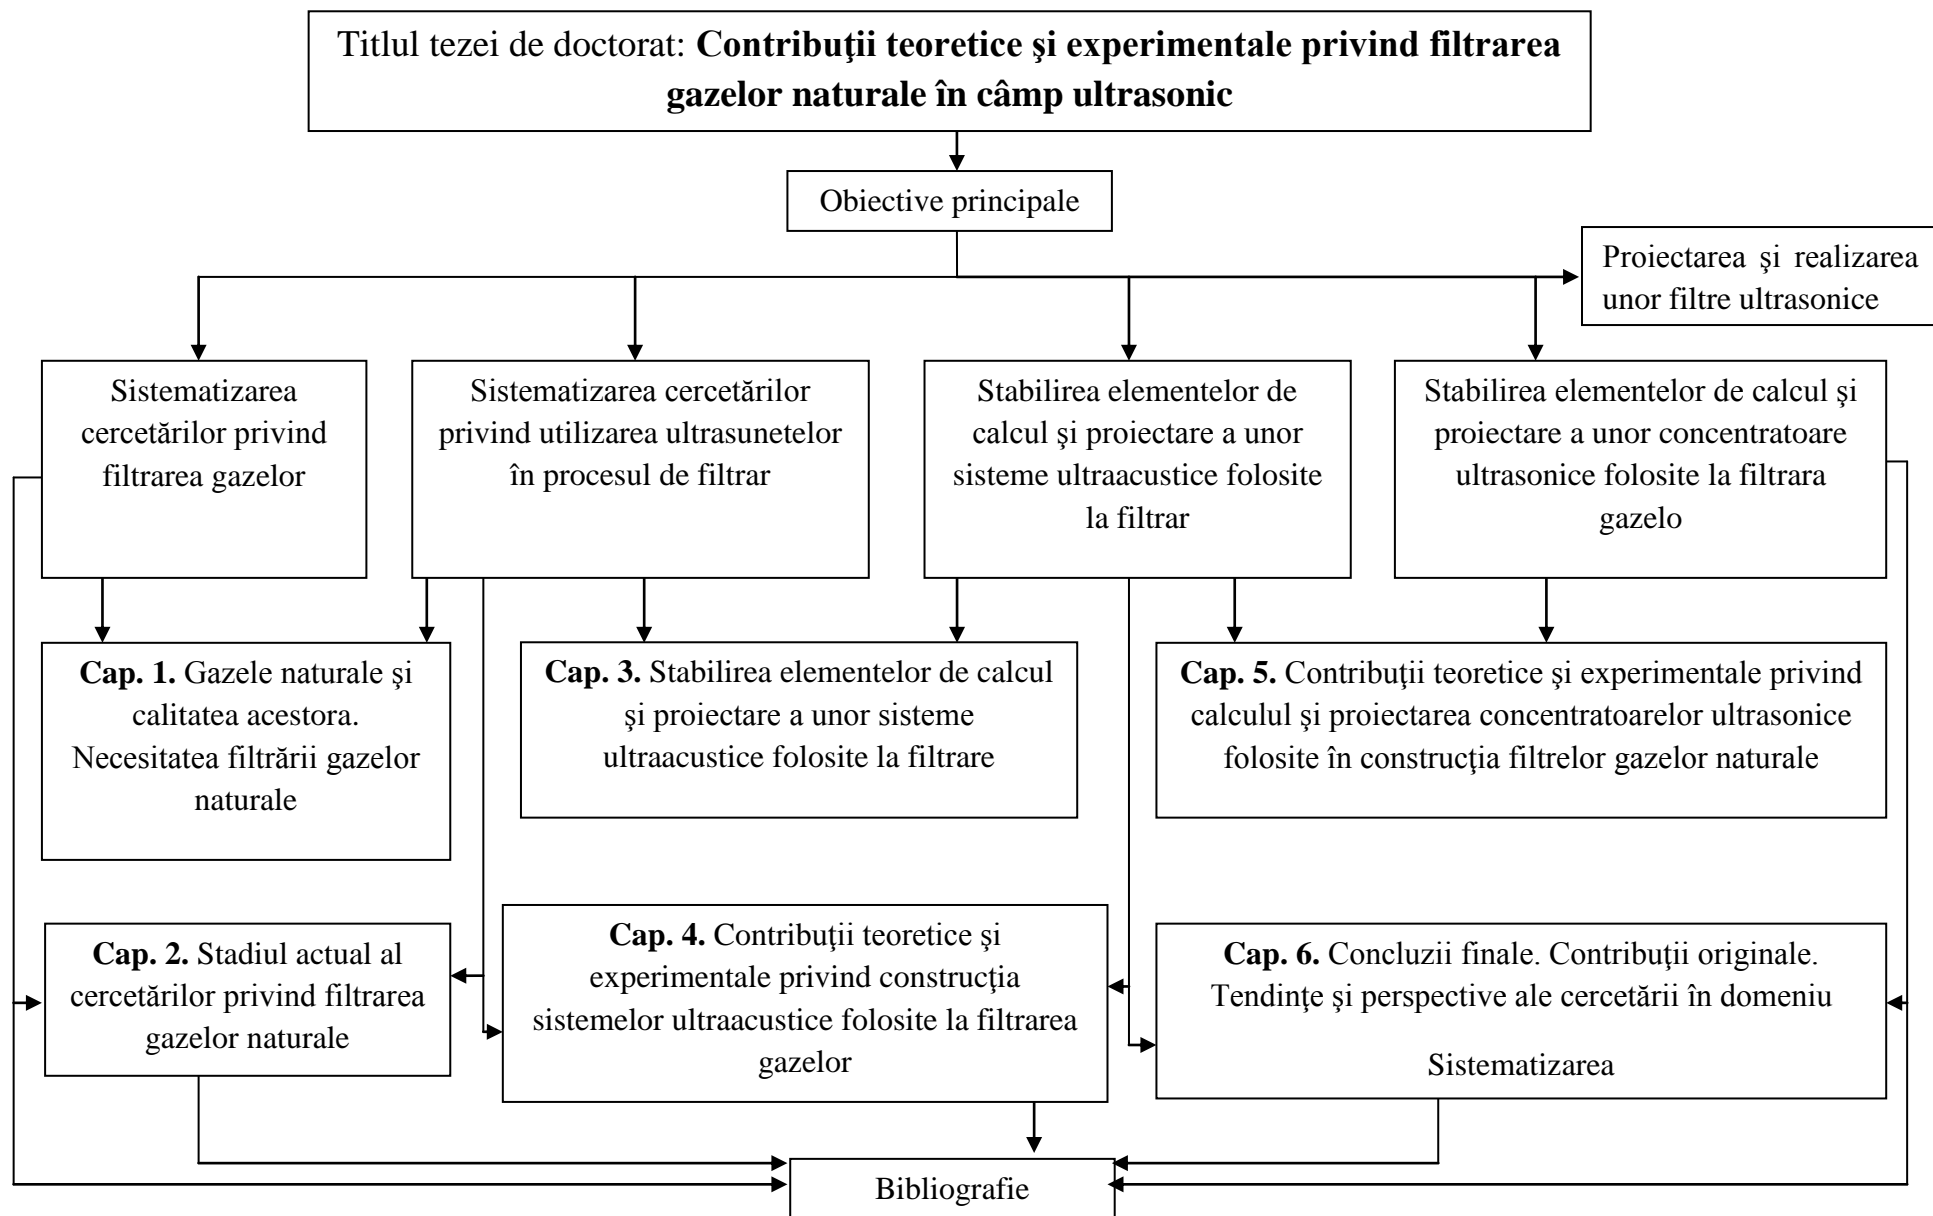 Titlul tezei de doctorat: Contribuţii teoretice şi experimentale privind filtrarea
gazelor naturale în câmp ultrasonic
Obiective principale
Proiectarea şi realizarea
unor filtre ultrasonice
Sistematizarea
cercetărilor privind
filtrarea gazelor
Sistematizarea cercetărilor
privind utilizarea ultrasunetelor
în procesul de filtrar
Stabilirea elementelor de
calcul şi proiectare a unor
sisteme ultraacustice folosite
la filtrar
Stabilirea elementelor de calcul şi
proiectare a unor concentratoare
ultrasonice folosite la filtrara
gazelo
Cap. 1. Gazele naturale şi
calitatea acestora.
Necesitatea filtrării gazelor
naturale
Cap. 3. Stabilirea elementelor de calcul
şi proiectare a unor sisteme
ultraacustice folosite la filtrare
Cap. 5. Contribuţii teoretice şi experimentale privind
calculul şi proiectarea concentratoarelor ultrasonice
folosite în construcţia filtrelor gazelor naturale
Cap. 2. Stadiul actual al
cercetărilor privind filtrarea
gazelor naturale
Cap. 4. Contribuţii teoretice şi
experimentale privind construcţia
sistemelor ultraacustice folosite la filtrarea
gazelor
Cap. 6. Concluzii finale. Contribuţii originale.
Tendinţe şi perspective ale cercetării în domeniu
Sistematizarea
Bibliografie